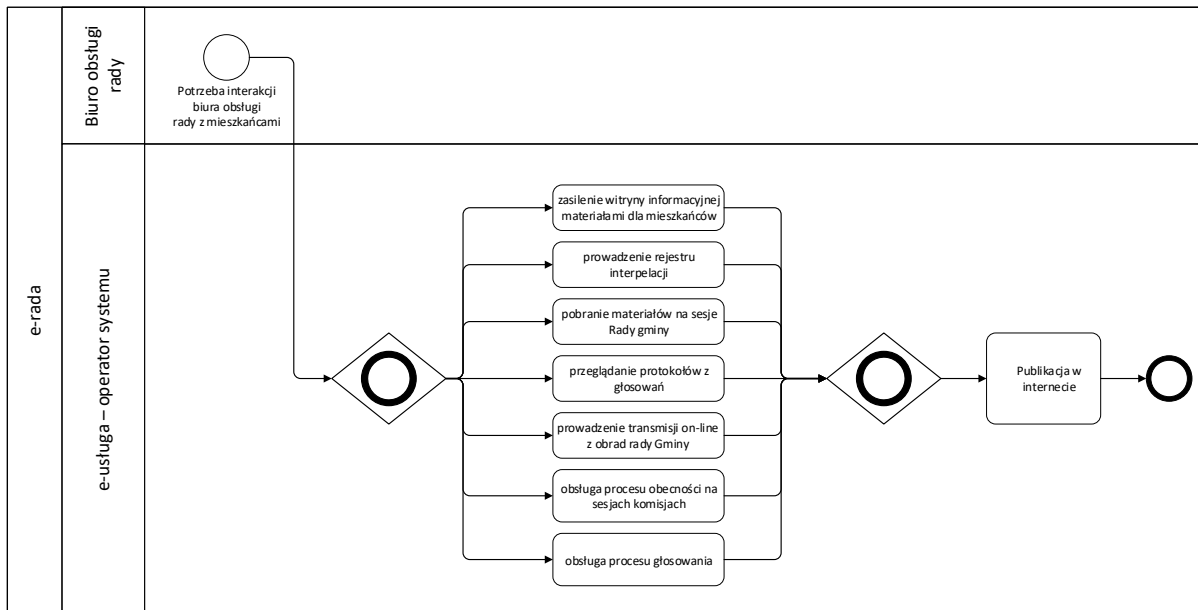 e-rada
Biuro obsługi
rady
Potrzeba interakcji
biura obsługi
rady z mieszkańcami
e-usługa – operator systemu
zasilenie witryny informacyjnej
materiałami dla mieszkańców
prowadzenie rejestru
interpelacji
pobranie materiałów na sesje
Rady gminy
przeglądanie protokołów z
głosowań
prowadzenie transmisji on-line
z obrad rady Gminy
obsługa procesu obecności na
sesjach komisjach
obsługa procesu głosowania
Publikacja w
internecie